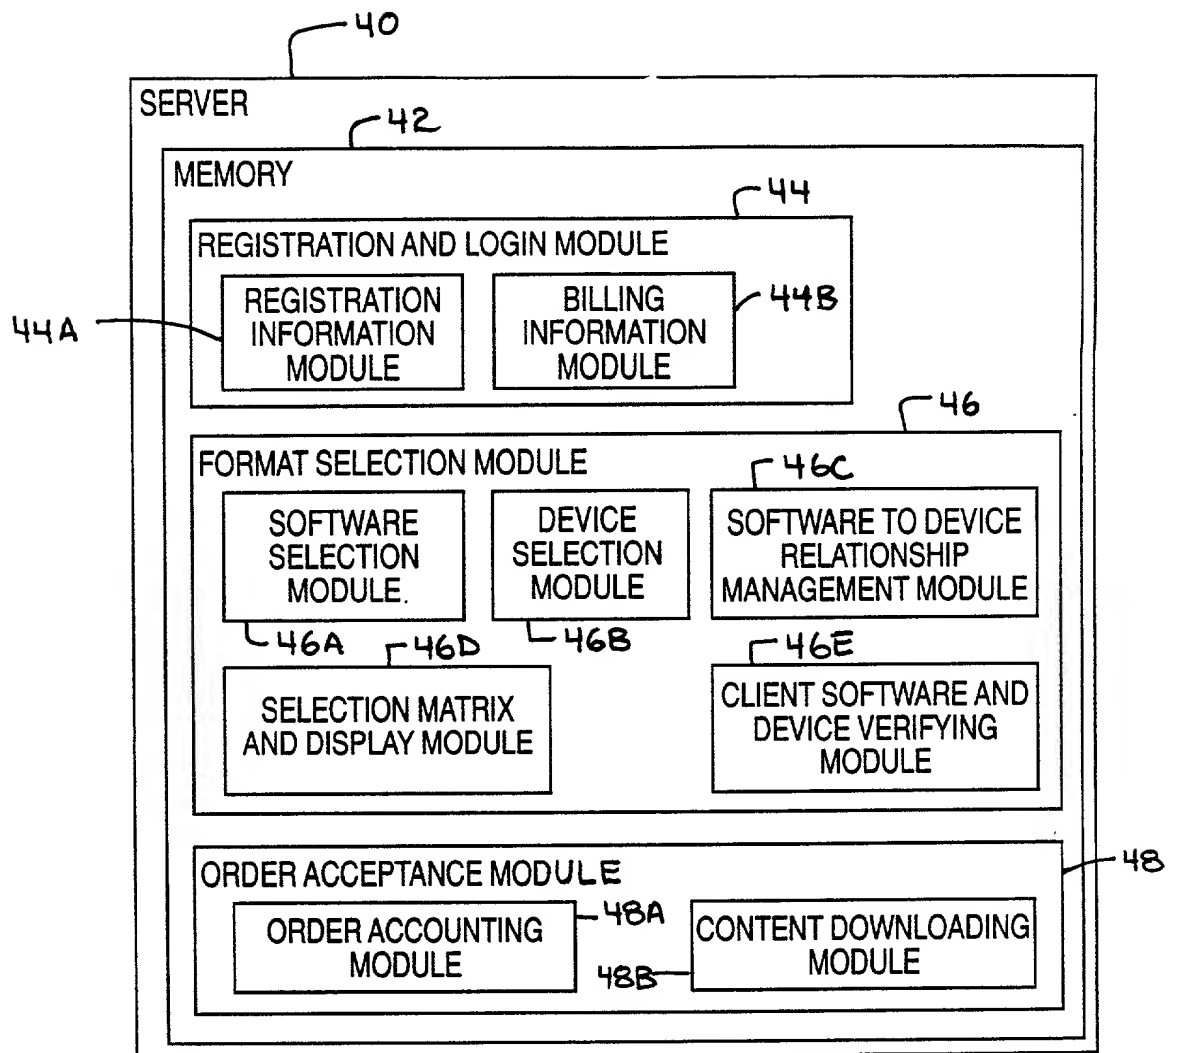 40
SERVER
42
MEMORY
44
REGISTRATION AND LOGIN MODULE
REGISTRATION
INFORMATION
MODULE
44A
BILLING
INFORMATION
MODULE
44B
46
FORMAT SELECTION MODULE
SOFTWARE
SELECTION
MODULE.
46A
DEVICE
SELECTION
MODULE
46B
46C
SOFTWARE TO DEVICE
RELATIONSHIP
MANAGEMENT MODULE
46D
SELECTION MATRIX
AND DISPLAY MODULE
46E
CLIENT SOFTWARE AND
DEVICE VERIFYING
MODULE
48
ORDER ACCEPTANCE MODULE
ORDER ACCOUNTING
MODULE
48A
CONTENT DOWNLOADING
MODULE
48B